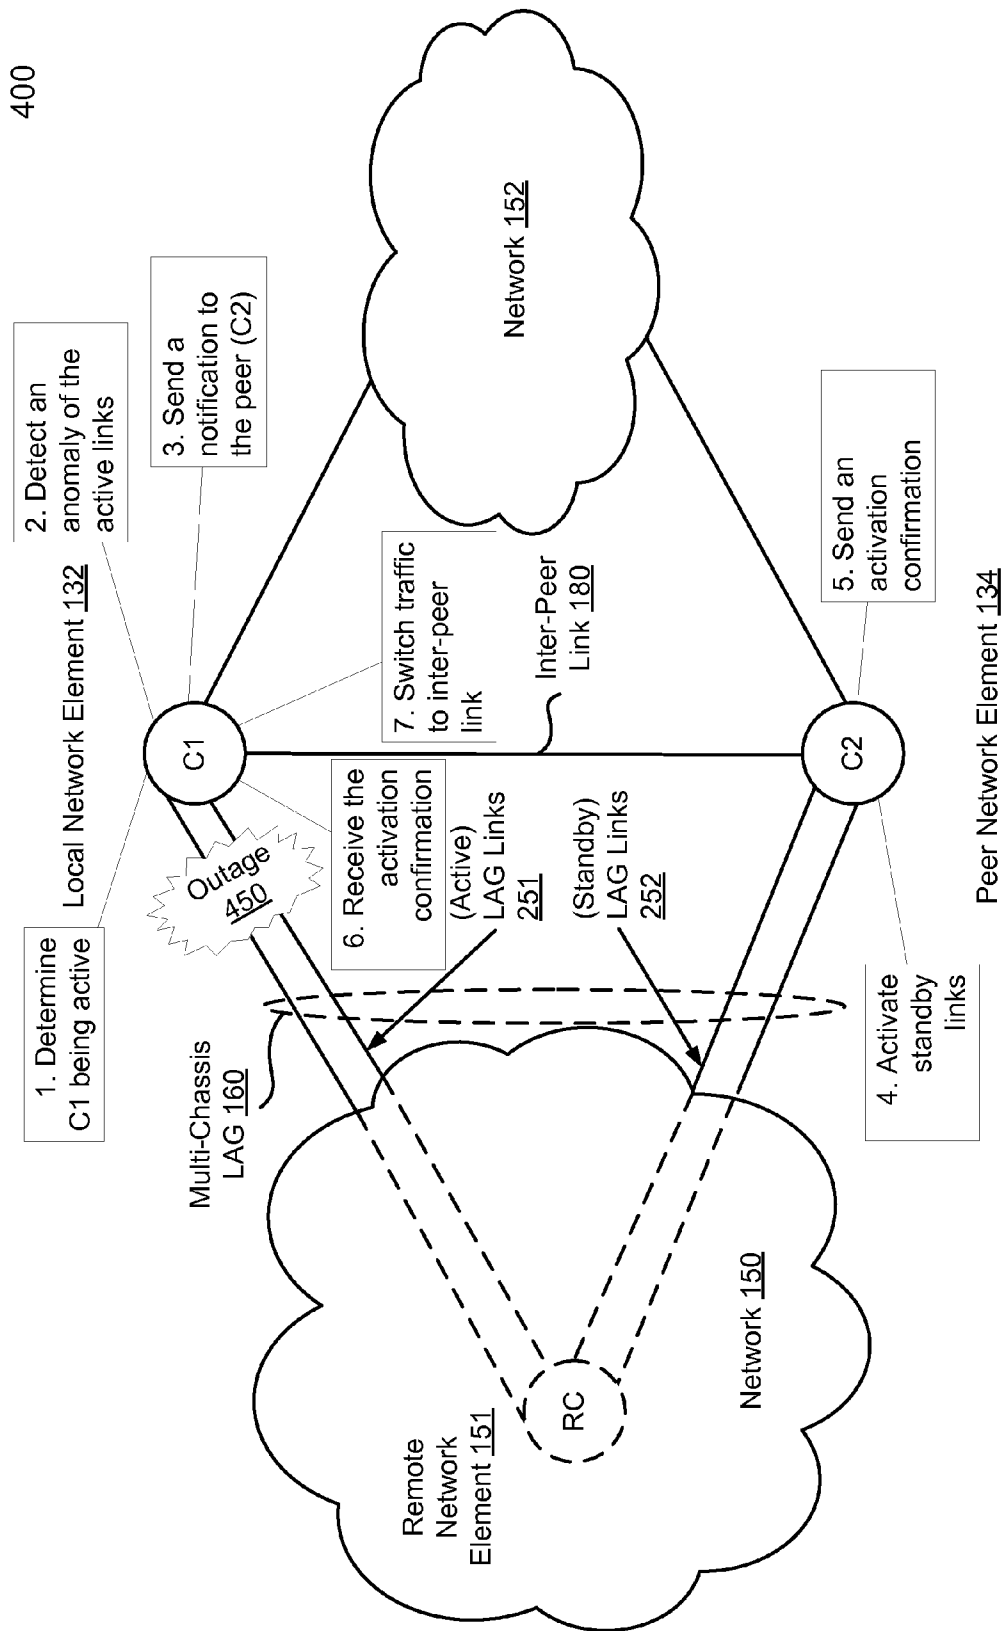 400
1. Determine
C1 being active
2. Detect an
anomaly of the
active links
Local Network Element 132
3. Send a
notification to
the peer (C2)
C1
Outage
450
Multi-Chassis
LAG 160
6. Receive the
activation
confirmation
7. Switch traffic
to inter-peer
link
(Active)
LAG Links
251
Remote
Network
Element 151
RC
(Standby)
LAG Links
252
Inter-Peer
Link 180
Network 152
Network 150
4. Activate
standby
links
C2
5. Send an
activation
confirmation
Peer Network Element 134